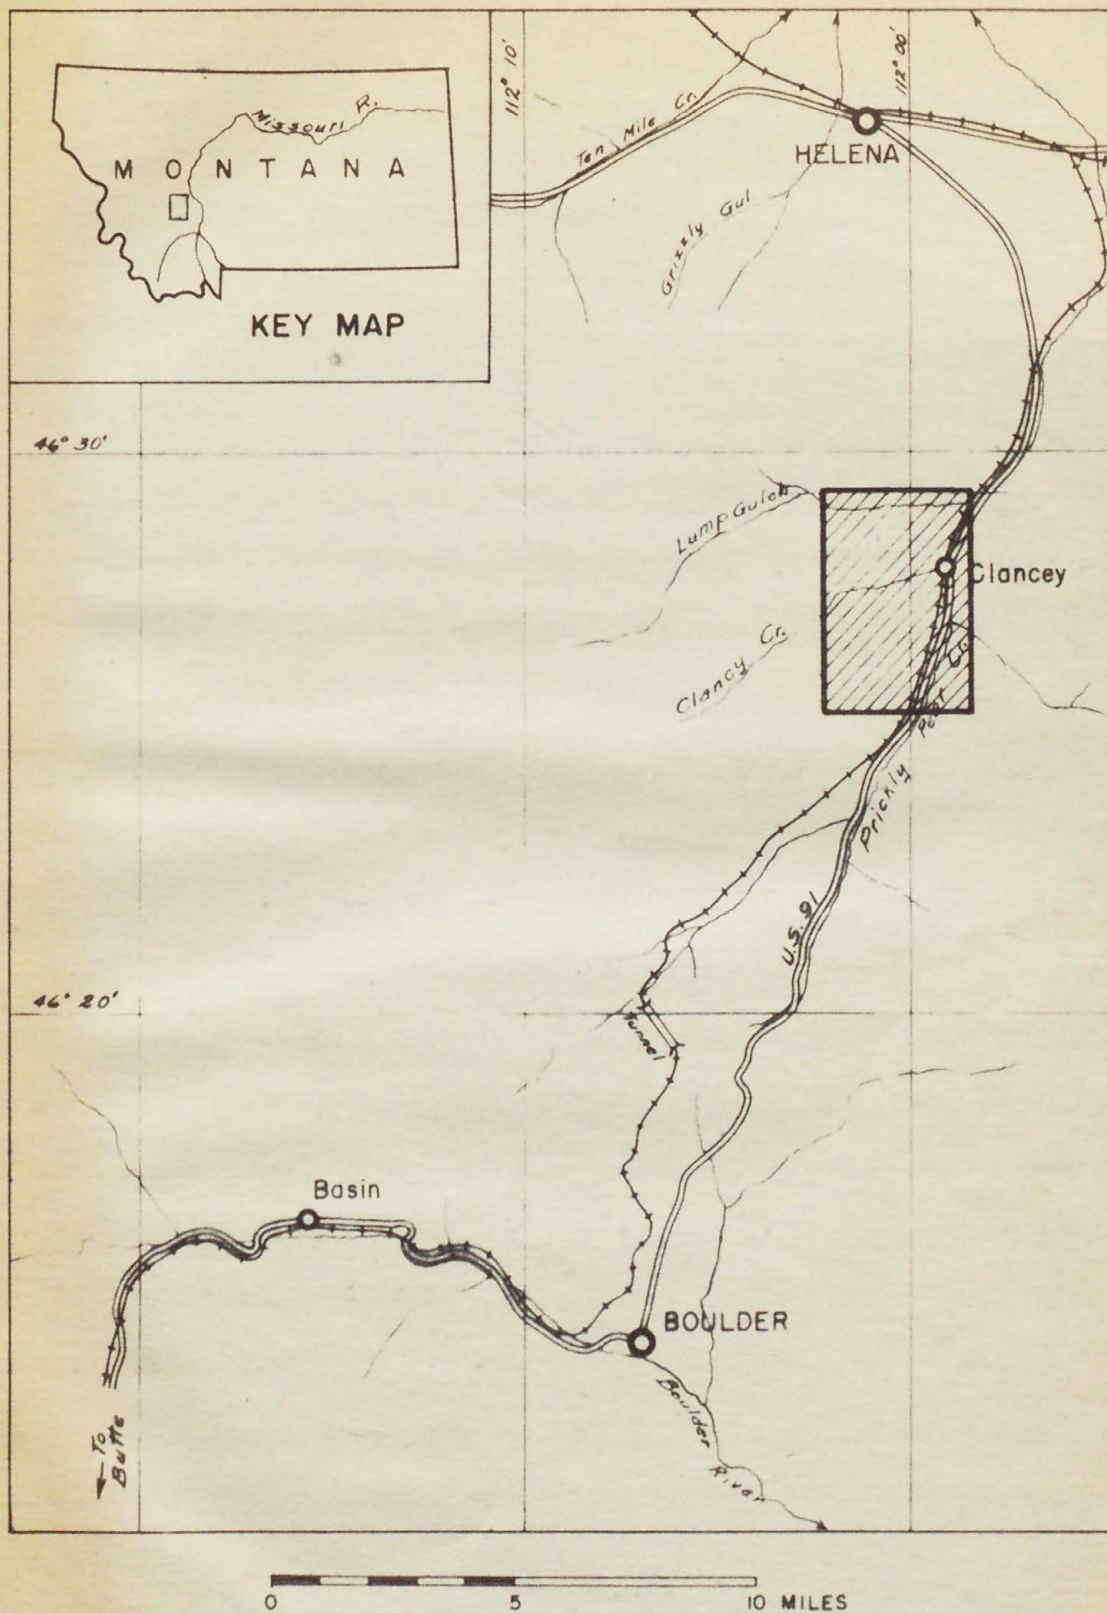 112° 10'
112° 00'
Missouri R.
MONTANA
KEY MAP
Ten Mile Cr.
HELENA
Grizzly Gul
46° 30'
Lump Gulch
Clancey
Clancy Cr.
Prickly Pear Cr.
U.S. 91
46° 20'
Tunnel
Basin
BOULDER
Boulder River
To
Butte
0 5 10 MILES